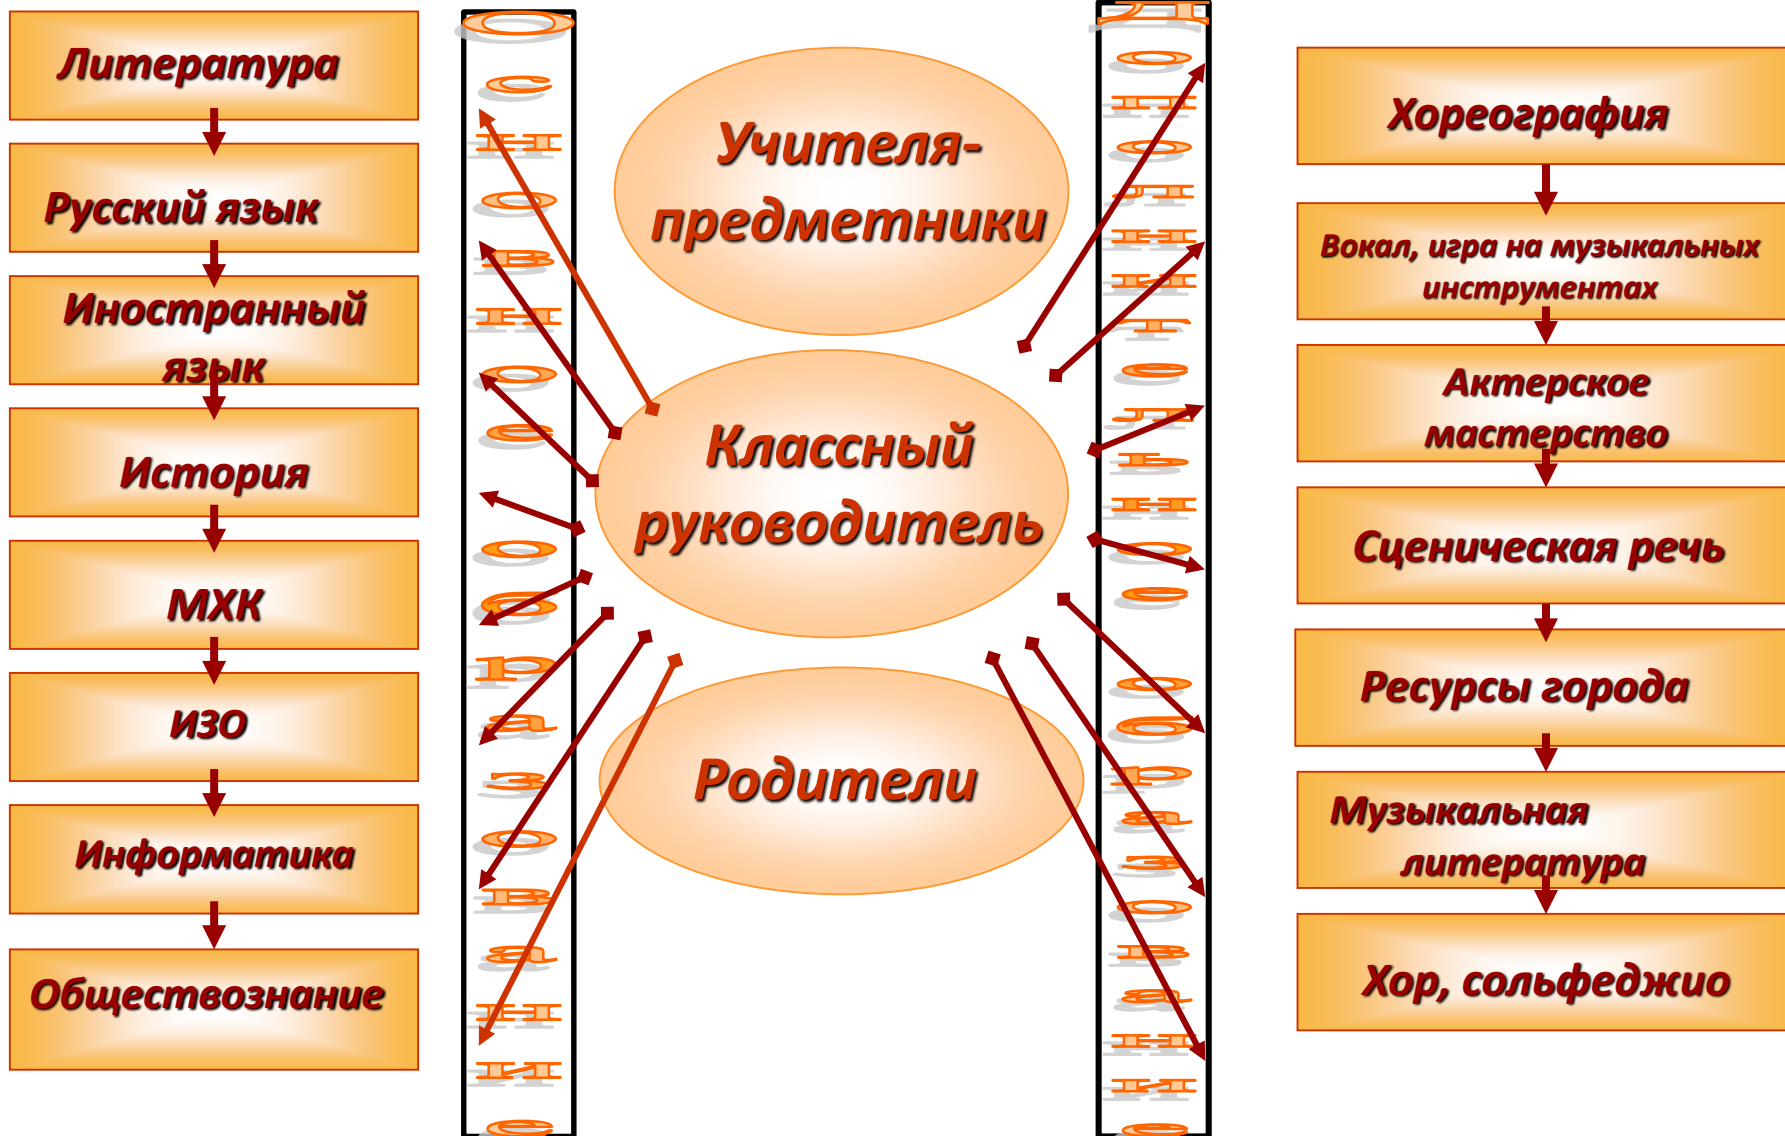 Литература
Русский язык
Иностранный
язык
История
МХК
ИЗО
Информатика
Обществознание
Основное образование
Учителя-
предметники
Классный
руководитель
Родители
Дополнительное образование
Хореография
Вокал, игра на музыкальных
инструментах
Актерское
мастерство
Сценическая речь
Ресурсы города
Музыкальная
литература
Хор, сольфеджио